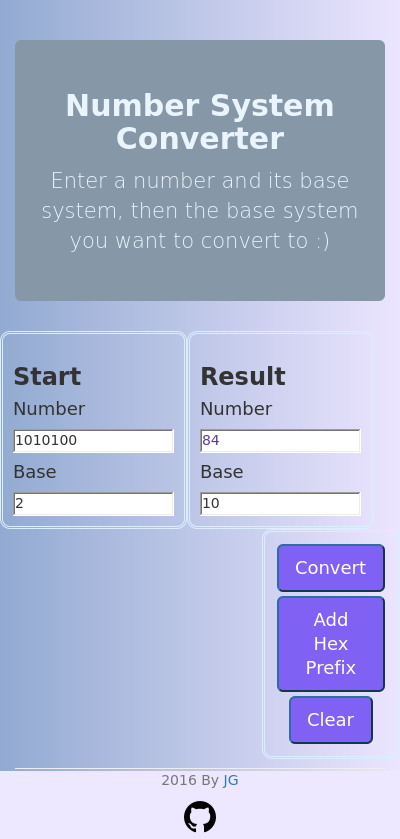 Number System
Converter
Enter a number and its base
system, then the base system
you want to convert to :)
Start
Number
1010100
Base
2
Result
Number
84
Base
10
Convert
Add
Hex
Prefix
Clear
2016 By JG